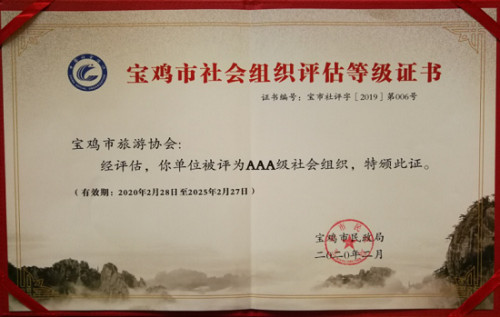 宝鸡市社会组织评估等级证书
证书编号：宝市社评字［2019］第006号
宝鸡市旅游协会:
经评估，你单位被评为AAA级社会组织，特颁此证。
（有效期：2020年2月28日至2025年2月27日）
宝鸡市民政局
二〇二〇年二月